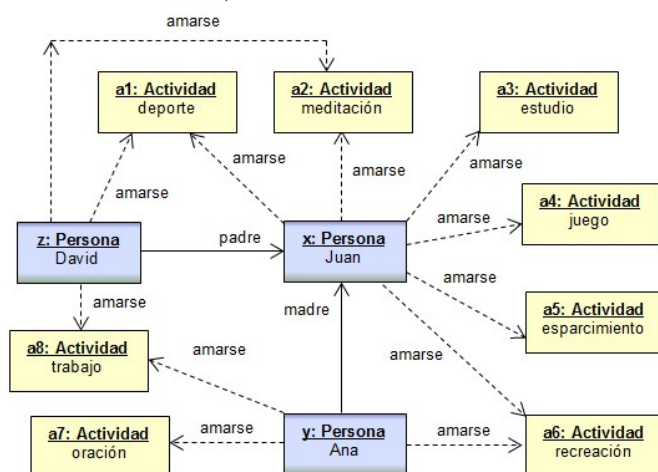 amarse
a1: Actividad
deporte
a2: Actividad
meditación
a3: Actividad
estudio
amarse
amarse
amarse
amarse
a4: Actividad
juego
amarse
z: Persona
David
padre
x: Persona
Juan
amarse
a5: Actividad
esparcimiento
amarse
madre
a8: Actividad
trabajo
amarse
amarse
a7: Actividad
oración
amarse
y: Persona
Ana
amarse
a6: Actividad
recreación